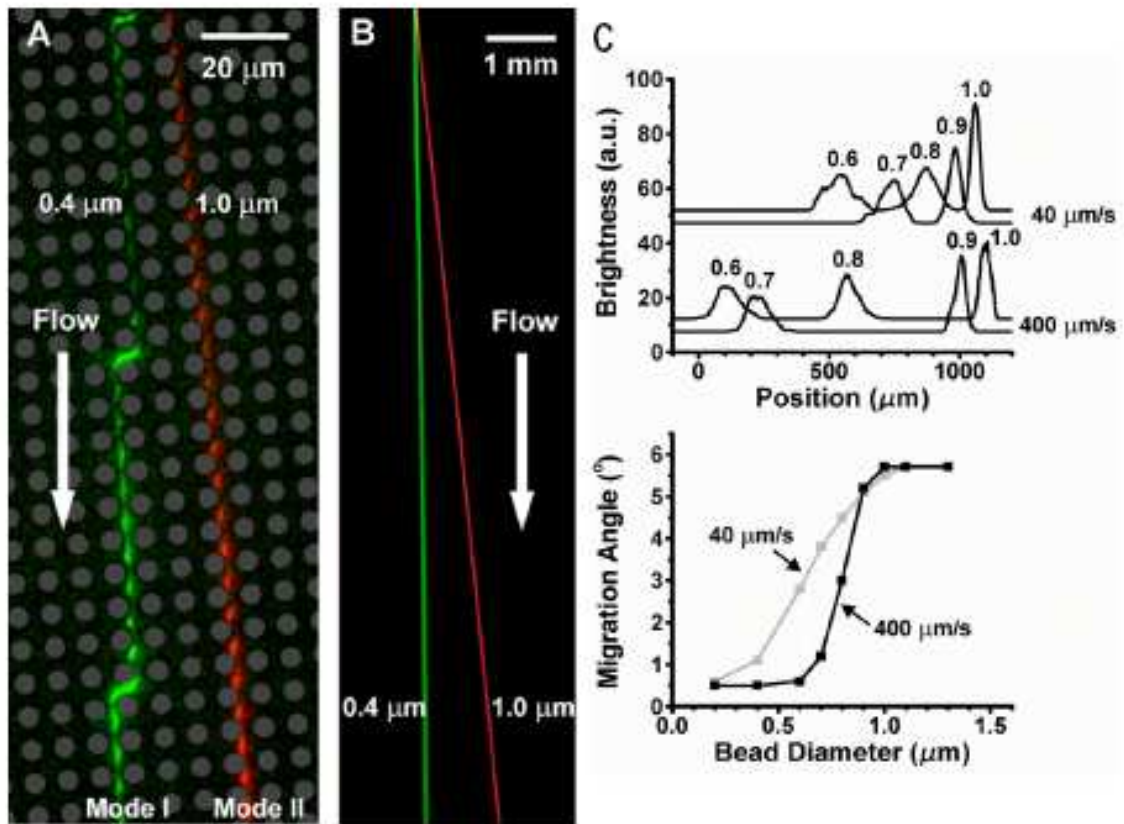 A
20 μm
0.4 μm
1.0 μm
Flow
Mode I
Mode II
B
1 mm
Flow
0.4 μm
1.0 μm
C
Brightness (a.u.)
100
80
60
40
20
0
0.6
0.7
0.8
0.9
1.0
40 μm/s
0.6
0.7
0.8
0.9
1.0
400 μm/s
0
500
1000
Position (μm)
Migration Angle (°)
6
5
4
3
2
1
0
40 μm/s
400 μm/s
0.0
0.5
1.0
1.5
Bead Diameter (μm)